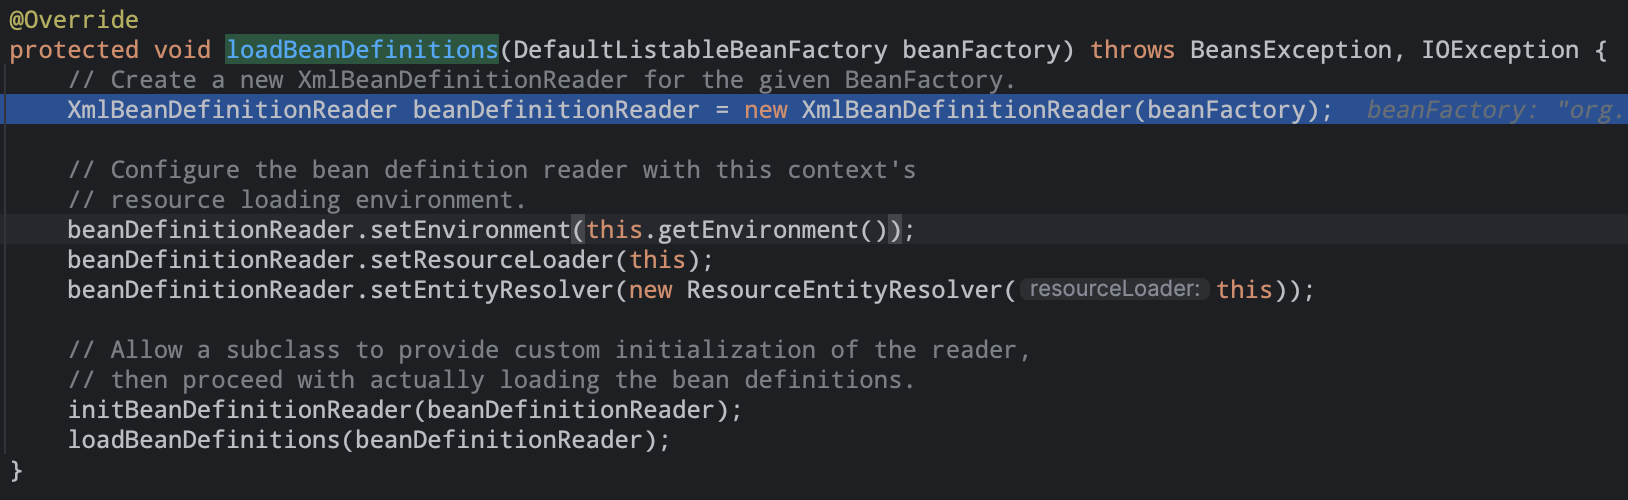 @Override
protected void loadBeanDefinitions(DefaultListableBeanFactory beanFactory) throws BeansException, IOException {
// Create a new XmlBeanDefinitionReader for the given BeanFactory.
XmlBeanDefinitionReader beanDefinitionReader = new XmlBeanDefinitionReader(beanFactory); beanFactory: "org.
// Configure the bean definition reader with this context's
// resource loading environment.
beanDefinitionReader.setEnvironment(this.getEnvironment());
beanDefinitionReader.setResourceLoader(this);
beanDefinitionReader.setEntityResolver(new ResourceEntityResolver( resourceLoader: this));
// Allow a subclass to provide custom initialization of the reader,
// then proceed with actually loading the bean definitions.
initBeanDefinitionReader(beanDefinitionReader);
loadBeanDefinitions(beanDefinitionReader);
}